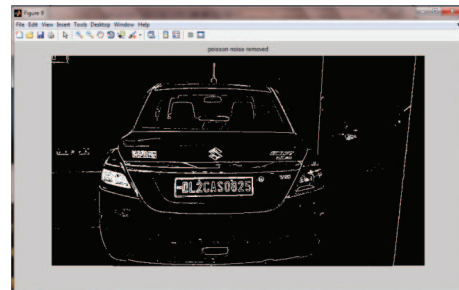 Figure 9
File Edit View Insert Tools Desktop Window Help
poisson noise removed
DL2CAS0825